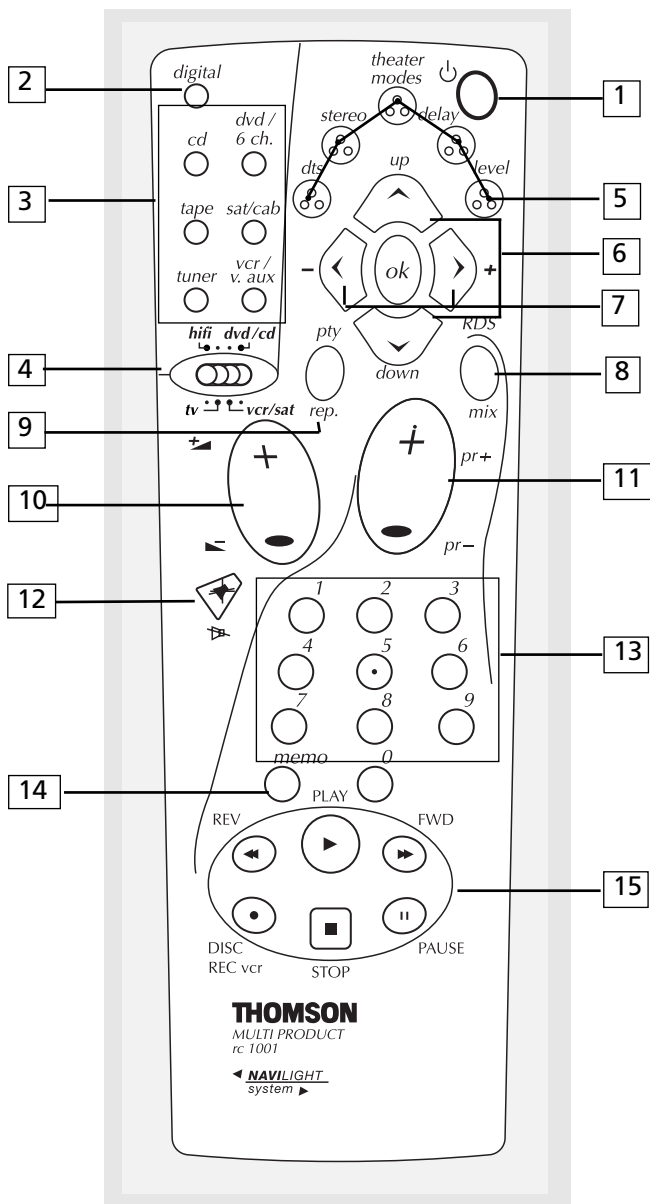 theater
modes
2
digital
1
stereo
delay
dvd /
6 ch.
cd
dts
up
level
3
5
tape
sat/cab
6
−
ok
+
tuner
vcr /
v. aux
7
pty
RDS
hifi
dvd/cd
4
down
8
tv
vcr/sat
rep.
mix
9
+
-
pr+
10
11
pr−
12
1
2
3
4
5
6
13
7
8
9
memo
0
14
PLAY
REV
FWD
15
DISC
REC vcr
STOP
PAUSE
THOMSON
MULTI PRODUCT
rc 1001
NAVILIGHT
system